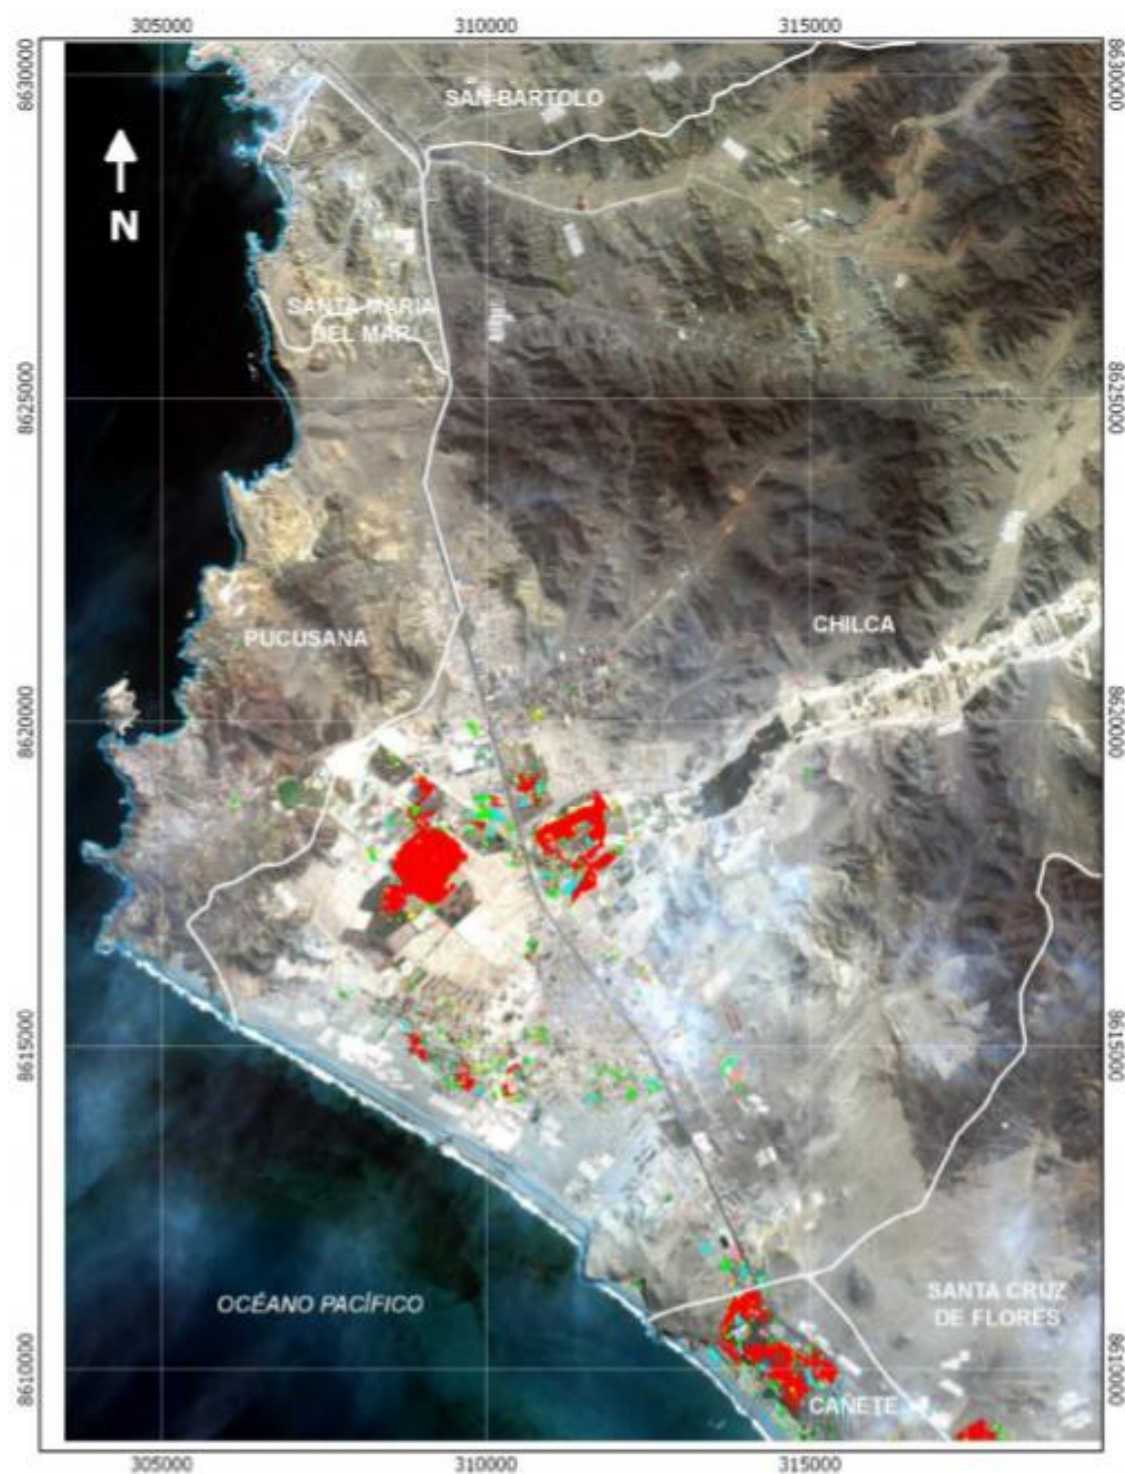 305000 310000 315000
8630000 8630000
SAN BARTOLO
N
SANTA MARIA
DEL MAR
8625000 8625000
CHILCA
PUCUSANA
8620000 8620000
8615000 8615000
OCÉANO PACÍFICO
SANTA CRUZ
DE FLORES
8610000 8610000
CAÑETE
305000 310000 315000